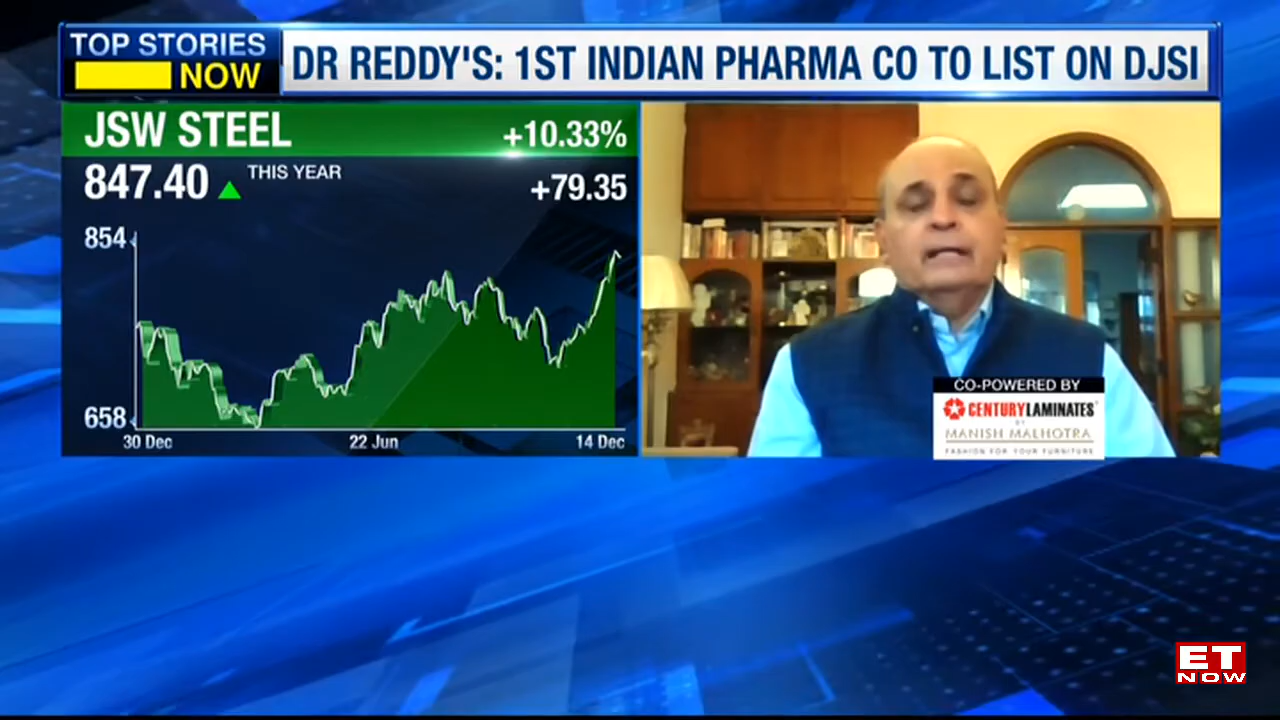 TOP STORIES
NOW
DR REDDY'S: 1ST INDIAN PHARMA CO TO LIST ON DJSI
JSW STEEL
+10.33%
847.40
THIS YEAR
+79.35
854
658
30 Dec
22 Jun
14 Dec
CO-POWERED BY
CENTURYLAMINATES
BY
MANISH MALHOTRA
FASHION FOR YOUR FURNITURE
ET
NOW